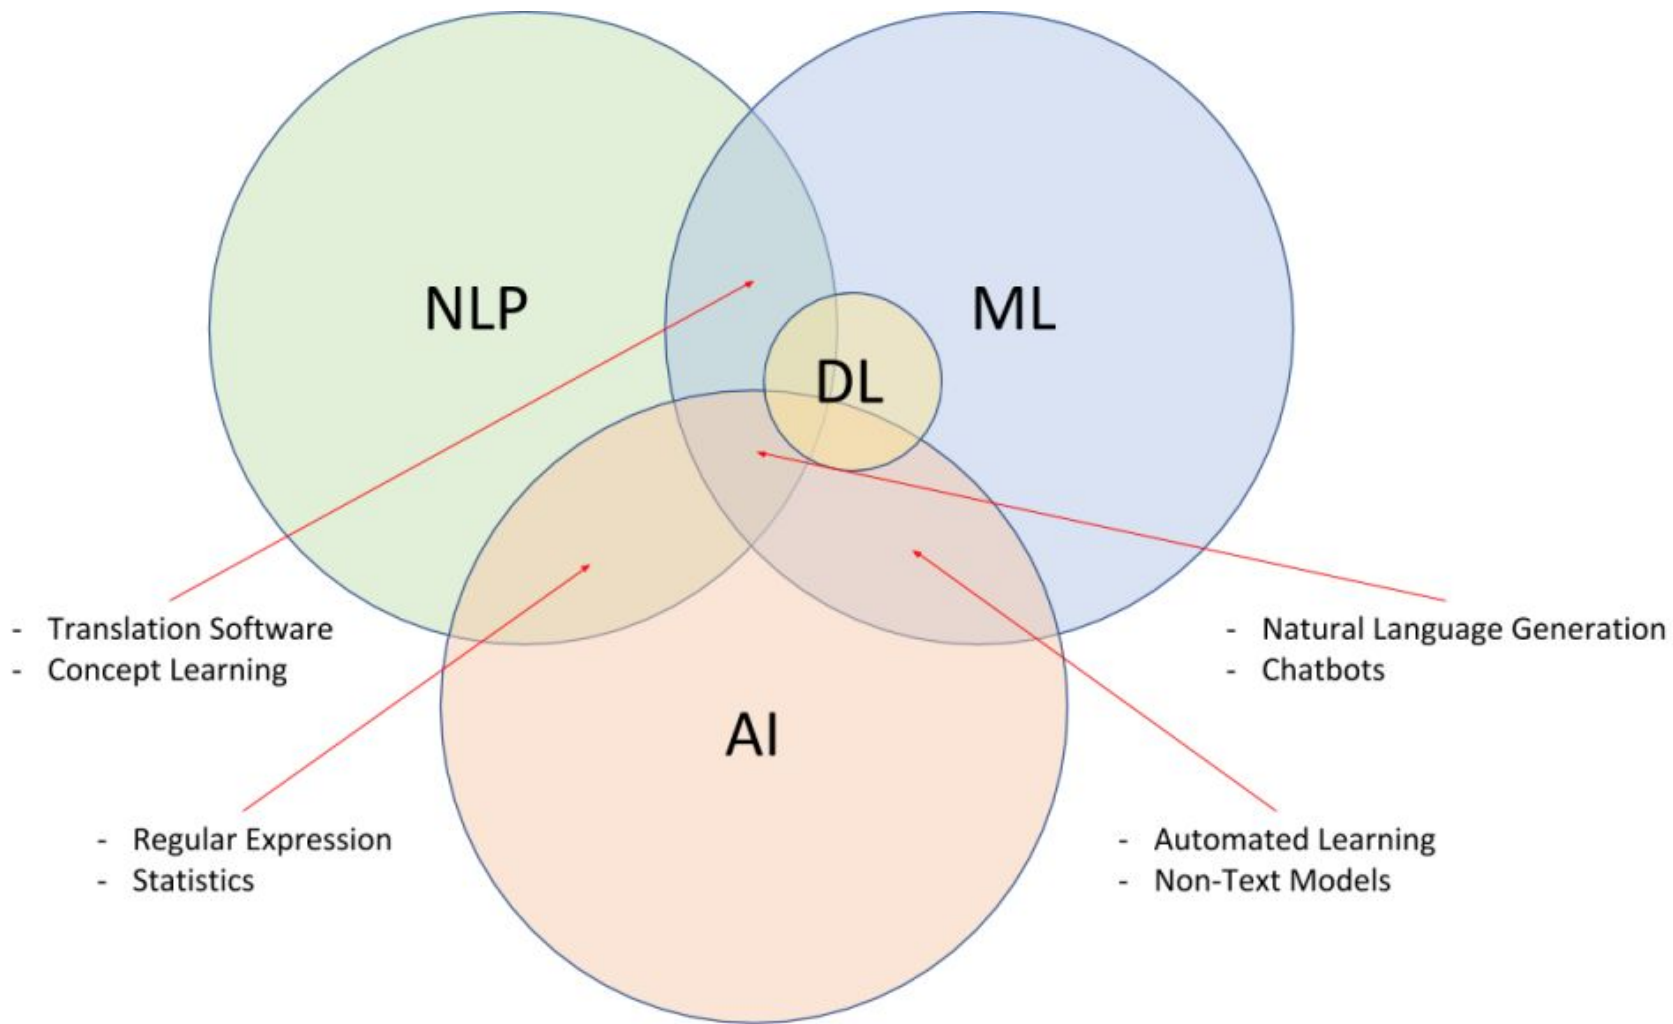 NLP
ML
DL
AI
- Translation Software
- Concept Learning
- Natural Language Generation
- Chatbots
- Regular Expression
- Statistics
- Automated Learning
- Non-Text Models